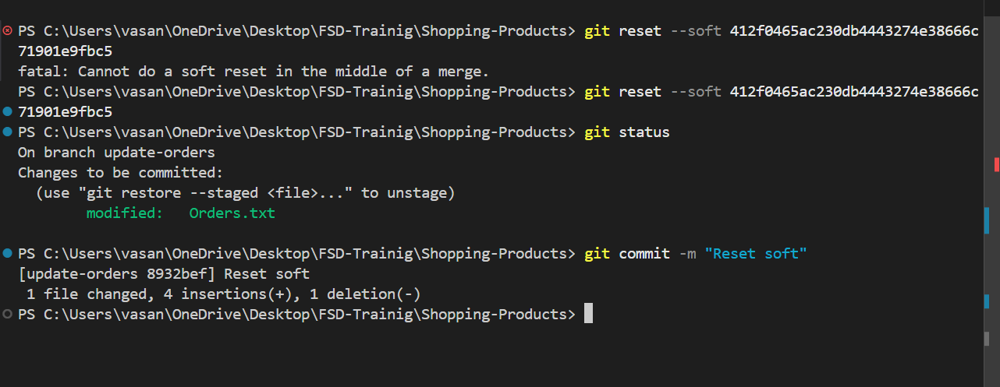 PS C:\Users\vasan\OneDrive\Desktop\FSD-Trainig\Shopping-Products> git reset --soft 412f0465ac230db4443274e38666c
71901e9fbc5
fatal: Cannot do a soft reset in the middle of a merge.
PS C:\Users\vasan\OneDrive\Desktop\FSD-Trainig\Shopping-Products> git reset --soft 412f0465ac230db4443274e38666c
71901e9fbc5
PS C:\Users\vasan\OneDrive\Desktop\FSD-Trainig\Shopping-Products> git status
On branch update-orders
Changes to be committed:
  (use "git restore --staged <file>..." to unstage)
        modified:   Orders.txt
PS C:\Users\vasan\OneDrive\Desktop\FSD-Trainig\Shopping-Products> git commit -m "Reset soft"
[update-orders 8932bef] Reset soft
 1 file changed, 4 insertions(+), 1 deletion(-)
PS C:\Users\vasan\OneDrive\Desktop\FSD-Trainig\Shopping-Products>